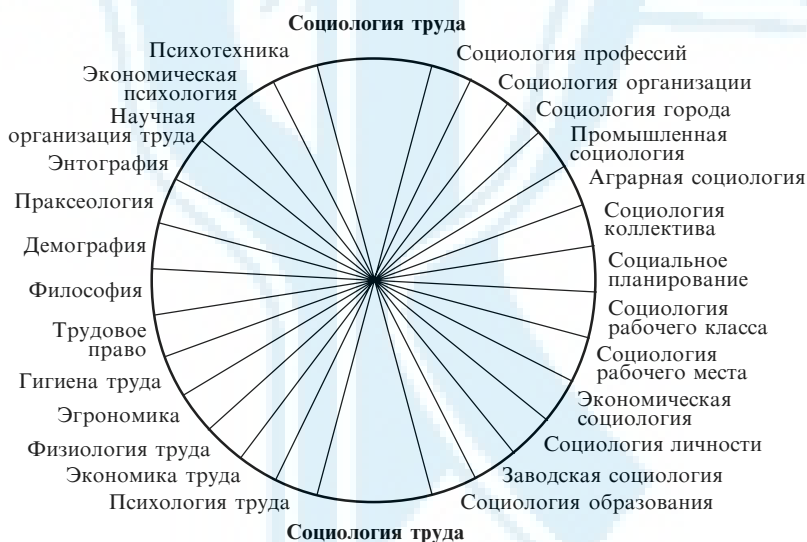 Социология труда
Психотехника
Экономическая
психология
Научная
организация труда
Энтография
Праксеология
Демография
Философия
Трудовое
право
Гигиена труда
Эгрономика
Физиология труда
Экономика труда
Психология труда
Социология профессий
Социология организации
Социология города
Промышленная
социология
Аграрная социология
Социология
коллектива
Социальное
планирование
Социология
рабочего класса
Социология
рабочего места
Экономическая
социология
Социология личности
Заводская социология
Социология образования
Социология труда